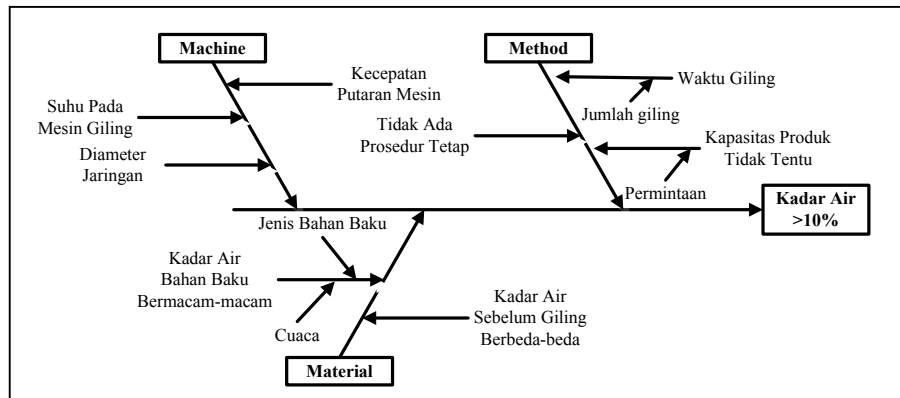 Machine
Method
Kecepatan
Putaran Mesin
Waktu Giling
Suhu Pada
Mesin Giling
Jumlah giling
Tidak Ada
Prosedur Tetap
Diameter
Jaringan
Kapasitas Produk
Tidak Tentu
Permintaan
Kadar Air
>10%
Jenis Bahan Baku
Kadar Air
Bahan Baku
Bermacam-macam
Cuaca
Kadar Air
Sebelum Giling
Berbeda-beda
Material